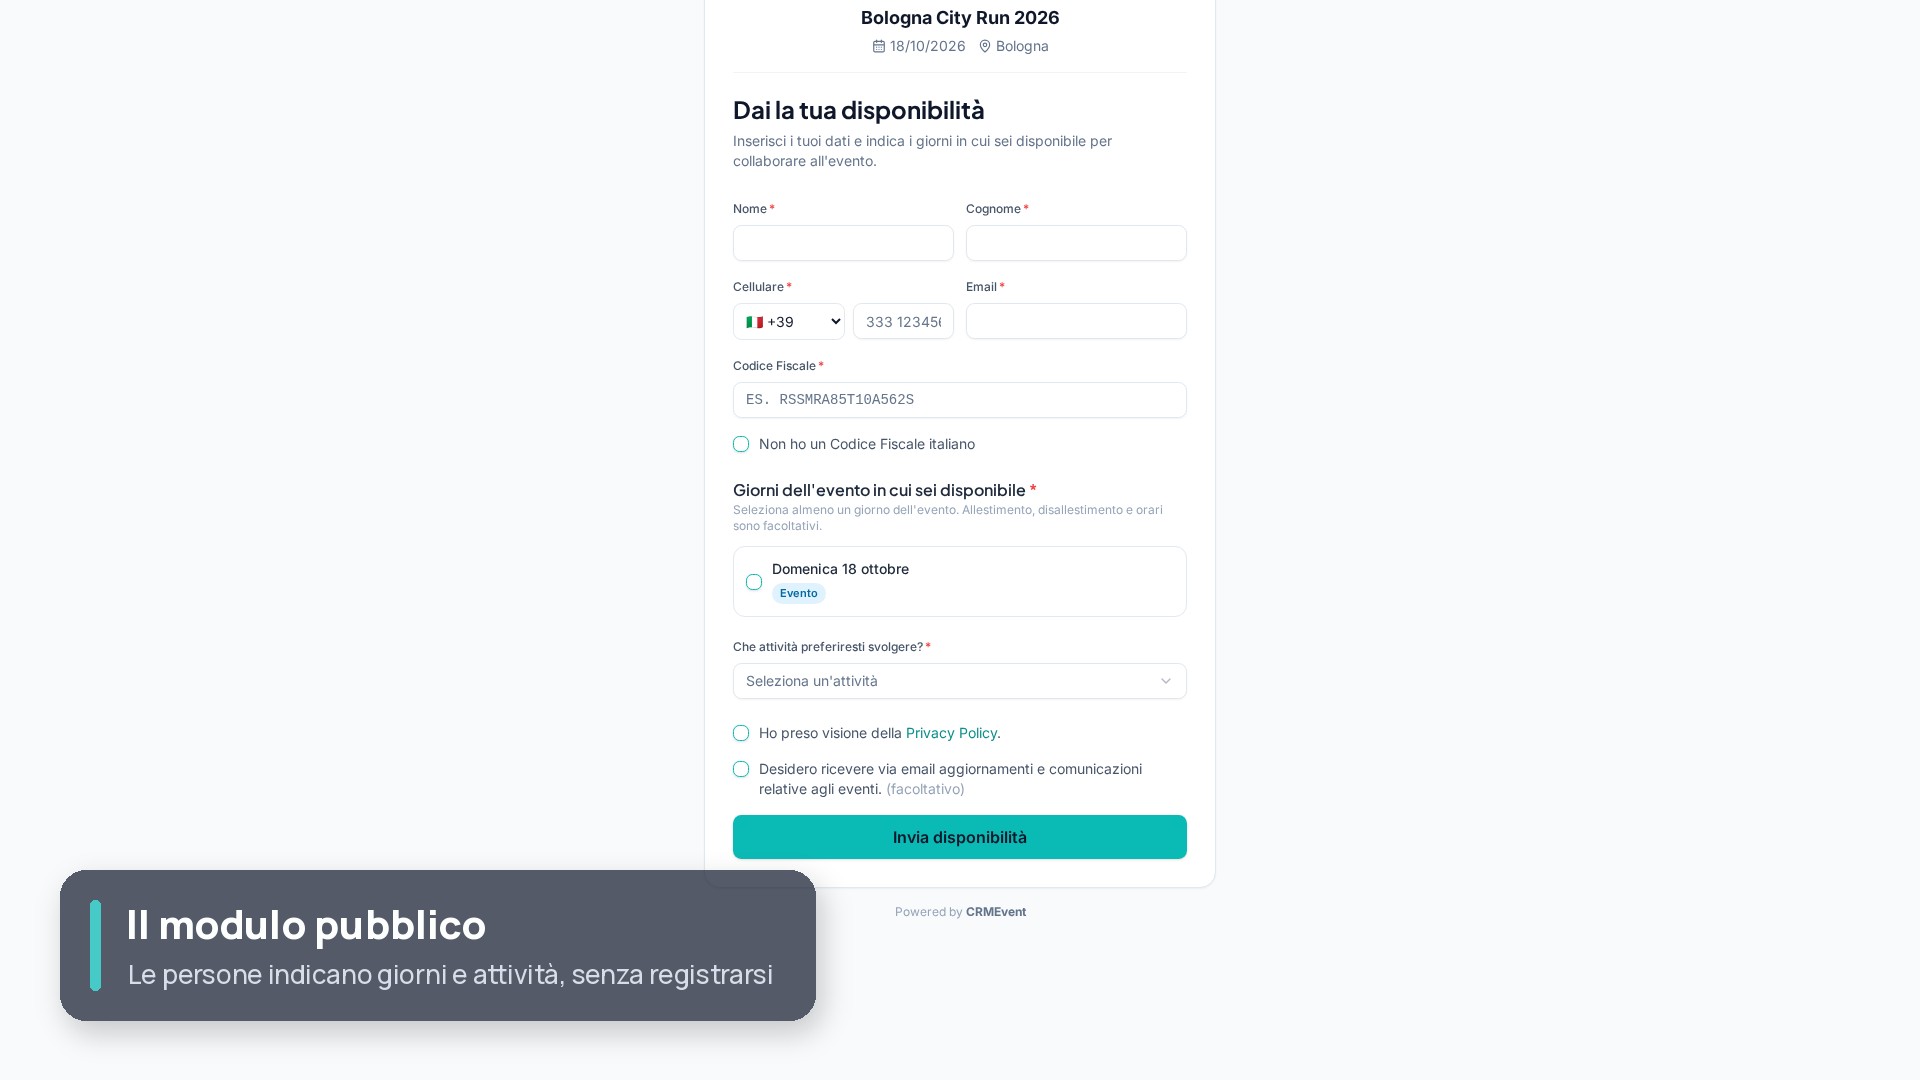 Bologna City Run 2026
18/10/2026 Bologna
Dai la tua disponibilità
Inserisci i tuoi dati e indica i giorni in cui sei disponibile per
collaborare all'evento.
Nome * Cognome *
Cellulare * Email *
🇮🇹 +39 333 123456
Codice Fiscale *
ES. RSSMRA85T10A562S
Non ho un Codice Fiscale italiano
Giorni dell'evento in cui sei disponibile *
Seleziona almeno un giorno dell'evento. Allestimento, disallestimento e orari
sono facoltativi.
Domenica 18 ottobre
Evento
Che attività preferiresti svolgere? *
Seleziona un'attività
Ho preso visione della Privacy Policy.
Desidero ricevere via email aggiornamenti e comunicazioni
relative agli eventi. (facoltativo)
Invia disponibilità
Powered by CRMEvent
Il modulo pubblico
Le persone indicano giorni e attività, senza registrarsi